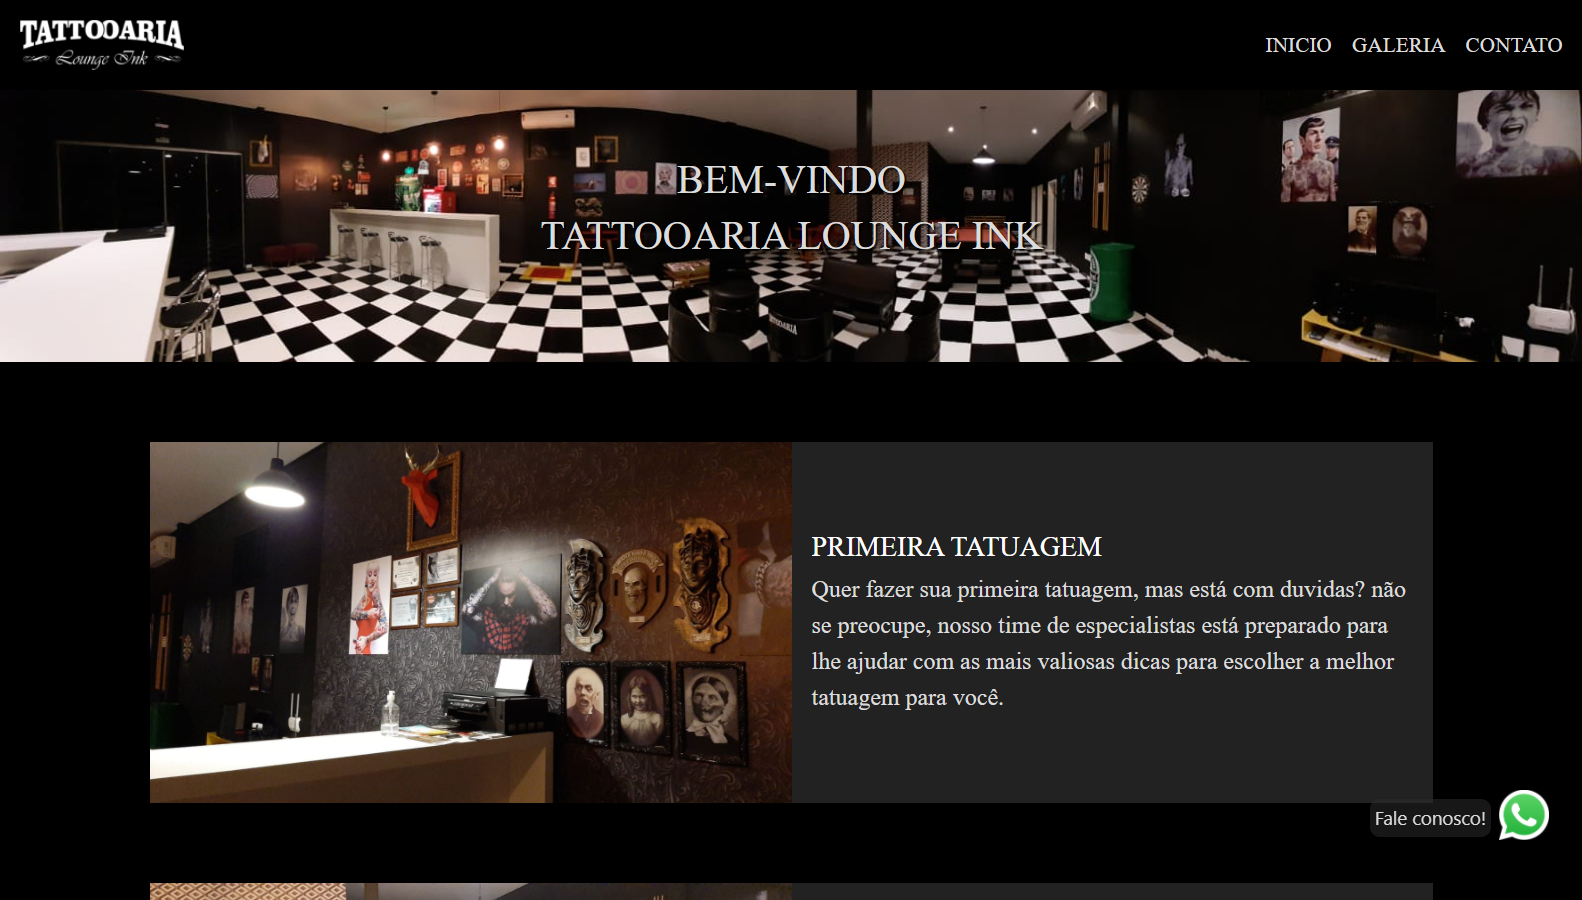 TATTOOARIA
Lounge Ink
INICIO GALERIA CONTATO
BEM-VINDO
TATTOOARIA LOUNGE INK
TATTOOARIA
PRIMEIRA TATUAGEM
Quer fazer sua primeira tatuagem, mas está com duvidas? não
se preocupe, nosso time de especialistas está preparado para
lhe ajudar com as mais valiosas dicas para escolher a melhor
tatuagem para você.
Fale conosco!